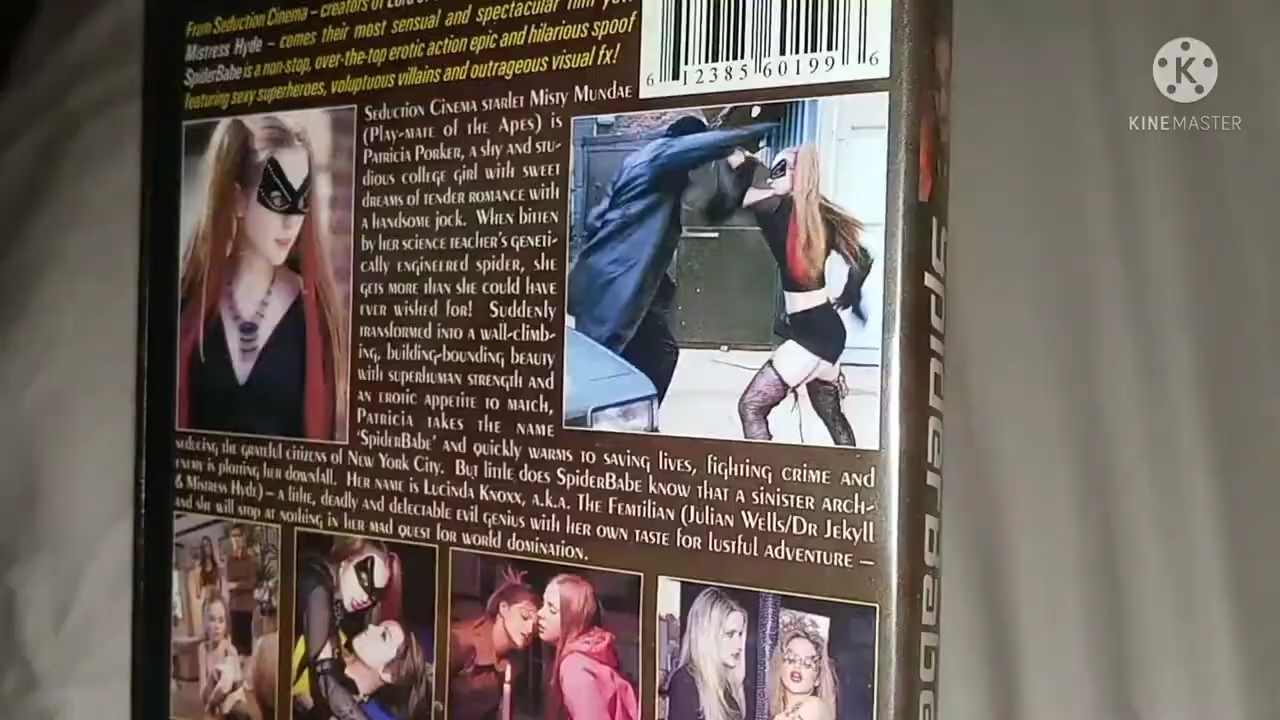 From Seduction Cinema – creators of
Mistress Hyde – comes their most sensual and spectacular film yet!
SpiderBabe is a non-stop, over-the-top erotic action epic and hilarious spoof
featuring sexy superheroes, voluptuous villains and outrageous visual fx!
6 12385 60199 6
KINEMASTER
Seduction Cinema starlet Misty Mundae
(Play-mate of the Apes) is
Patricia Porker, a shy and stu-
dious college girl with sweet
dreams of tender romance with
a handsome jock. When bitten
by her science teacher's geneti-
cally engineered spider, she
gets more than she could have
ever wished for! Suddenly
transformed into a wall-climb-
ing, building-bounding beauty
with superhuman strength and
an erotic appetite to match,
Patricia takes the name
'SpiderBabe' and quickly warms to saving lives, fighting crime and
seducing the grateful citizens of New York City. But little does SpiderBabe know that a sinister arch-
enemy is plotting her downfall. Her name is Lucinda Knoxx, a.k.a. The Femtilian (Julian Wells/Dr Jekyll
& Mistress Hyde) – a lithe, deadly and delectable evil genius with her own taste for lustful adventure –
and she will stop at nothing in her mad quest for world domination.
SpiderBabe